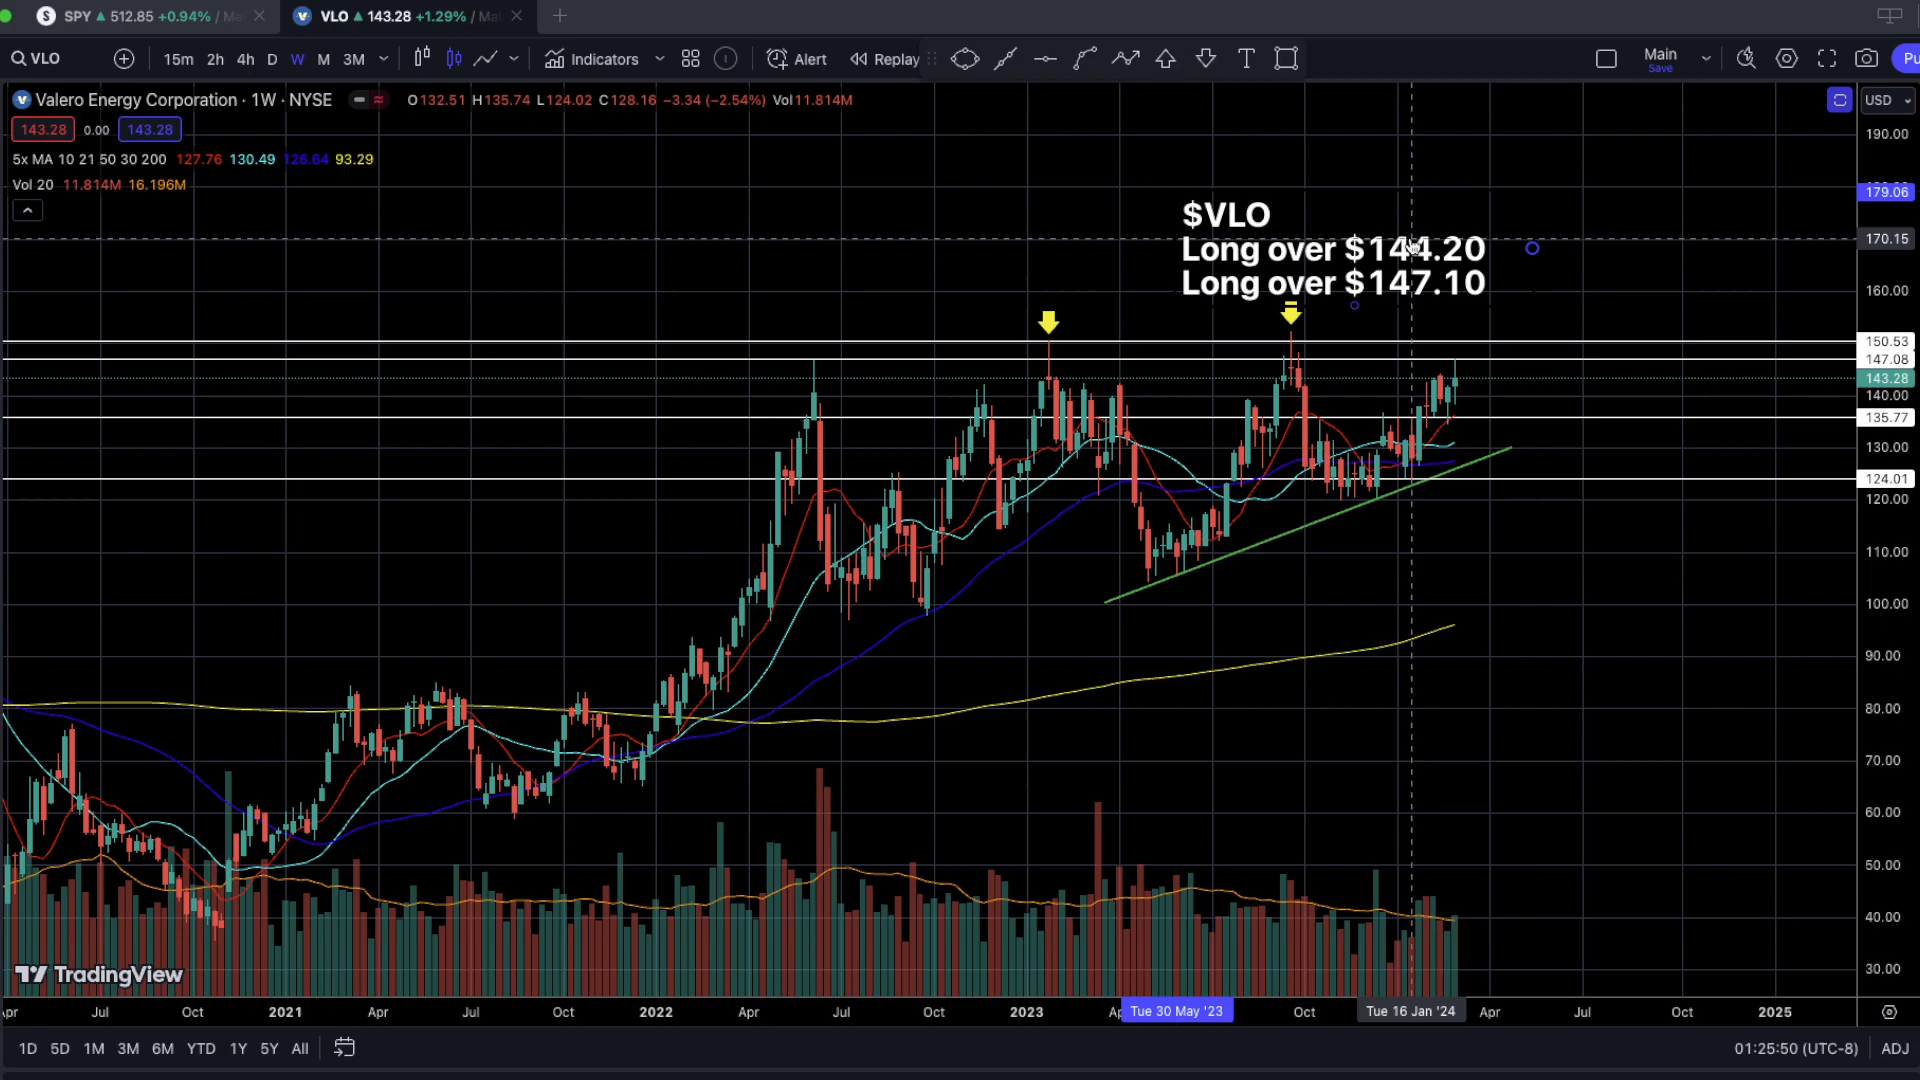 SPY 512.85 +0.94% / Ma
VLO 143.28 +1.29% / Ma
VLO 15m 2h 4h D W M 3M Indicators Alert Replay T Main Save Pu
Valero Energy Corporation · 1W · NYSE O132.51 H135.74 L124.02 C128.16 −3.34 (−2.54%) Vol11.814M
USD
143.28 0.00 143.28
5x MA 10 21 50 30 200 127.76 130.49 126.64 93.29
Vol 20 11.814M 16.196M
$VLO
Long over $144.20
Long over $147.10
190.00
179.06
170.15
160.00
150.53
147.08
143.28
140.00
135.77
130.00
124.01
120.00
110.00
100.00
90.00
80.00
70.00
60.00
50.00
40.00
30.00
TradingView
pr Jul Oct 2021 Apr Jul Oct 2022 Apr Jul Oct 2023 Ap Tue 30 May '23 Oct Tue 16 Jan '24 Apr Jul Oct 2025
1D 5D 1M 3M 6M YTD 1Y 5Y All 01:25:50 (UTC-8) ADJ